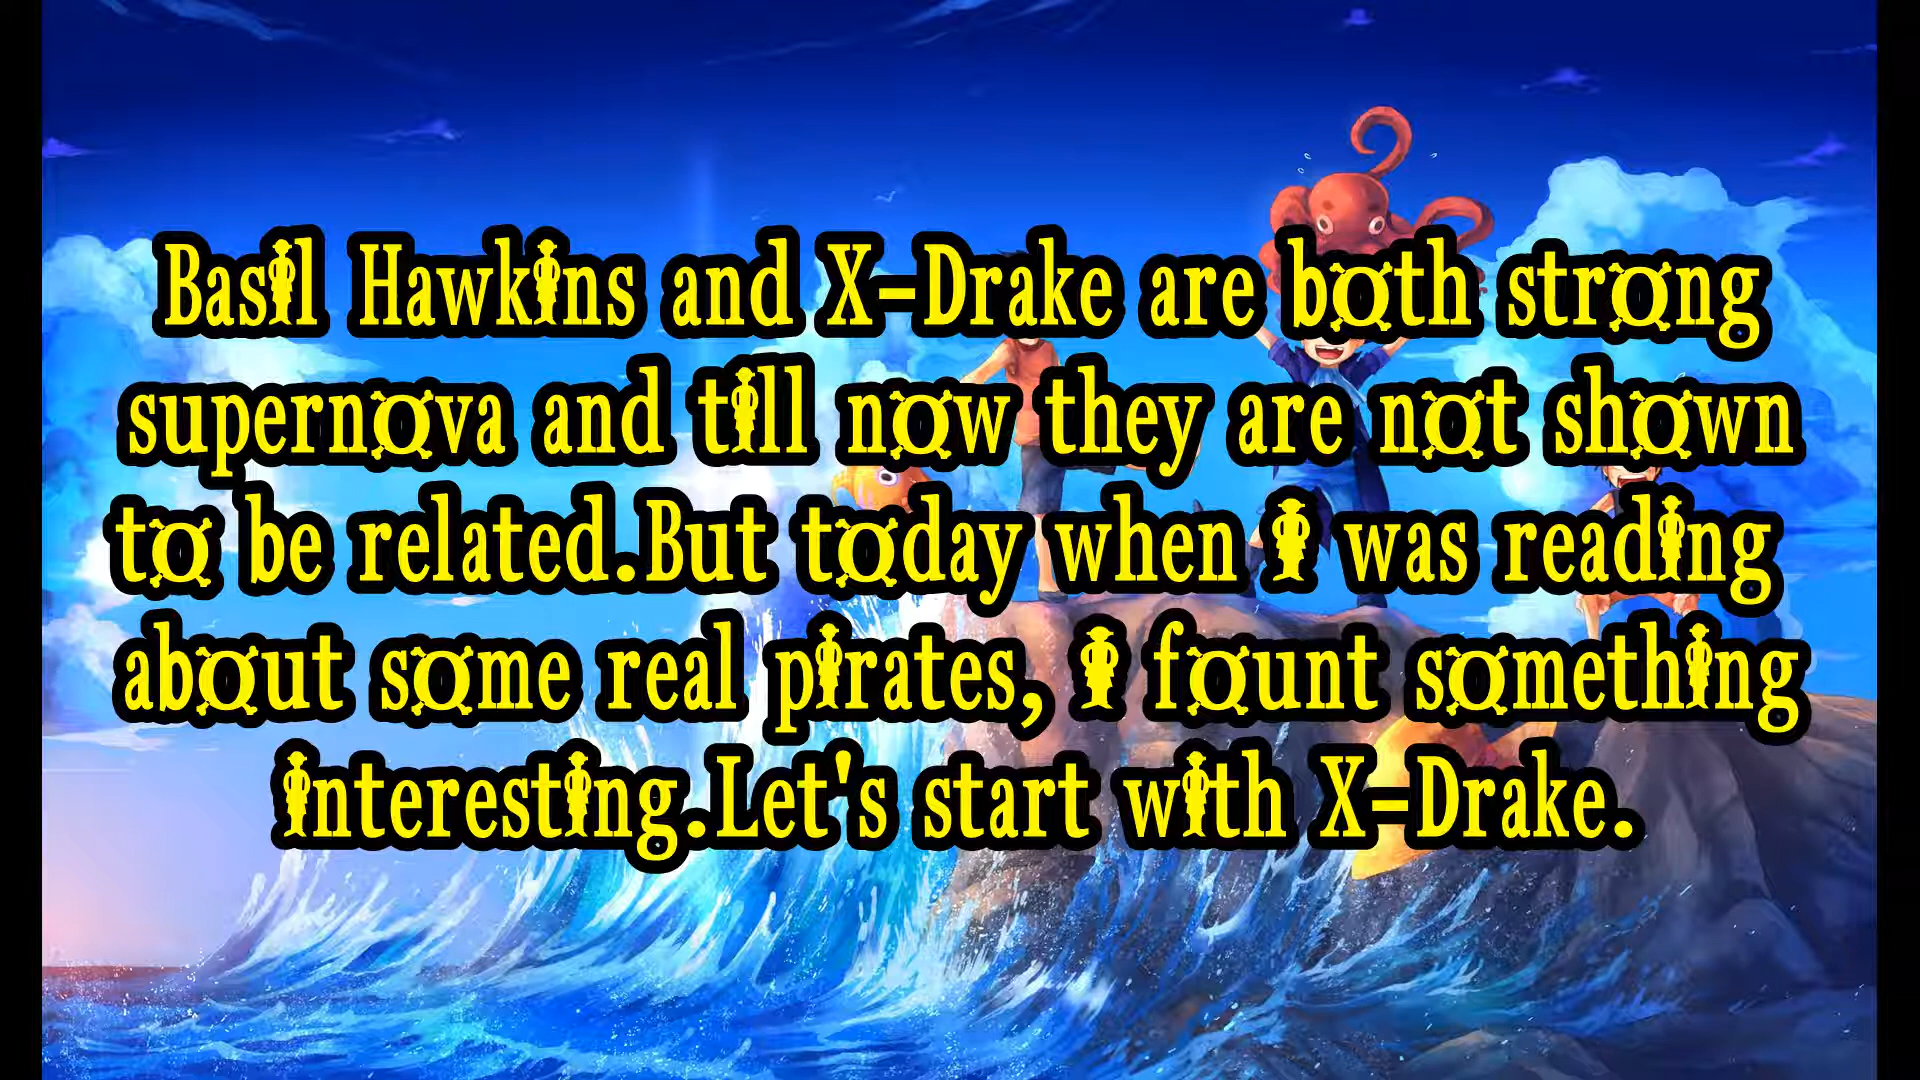 Basil Hawkins and X-Drake are both strong
supernova and till now they are not shown
to be related.But today when I was reading
about some real pirates, I fount something
interesting.Let's start with X-Drake.